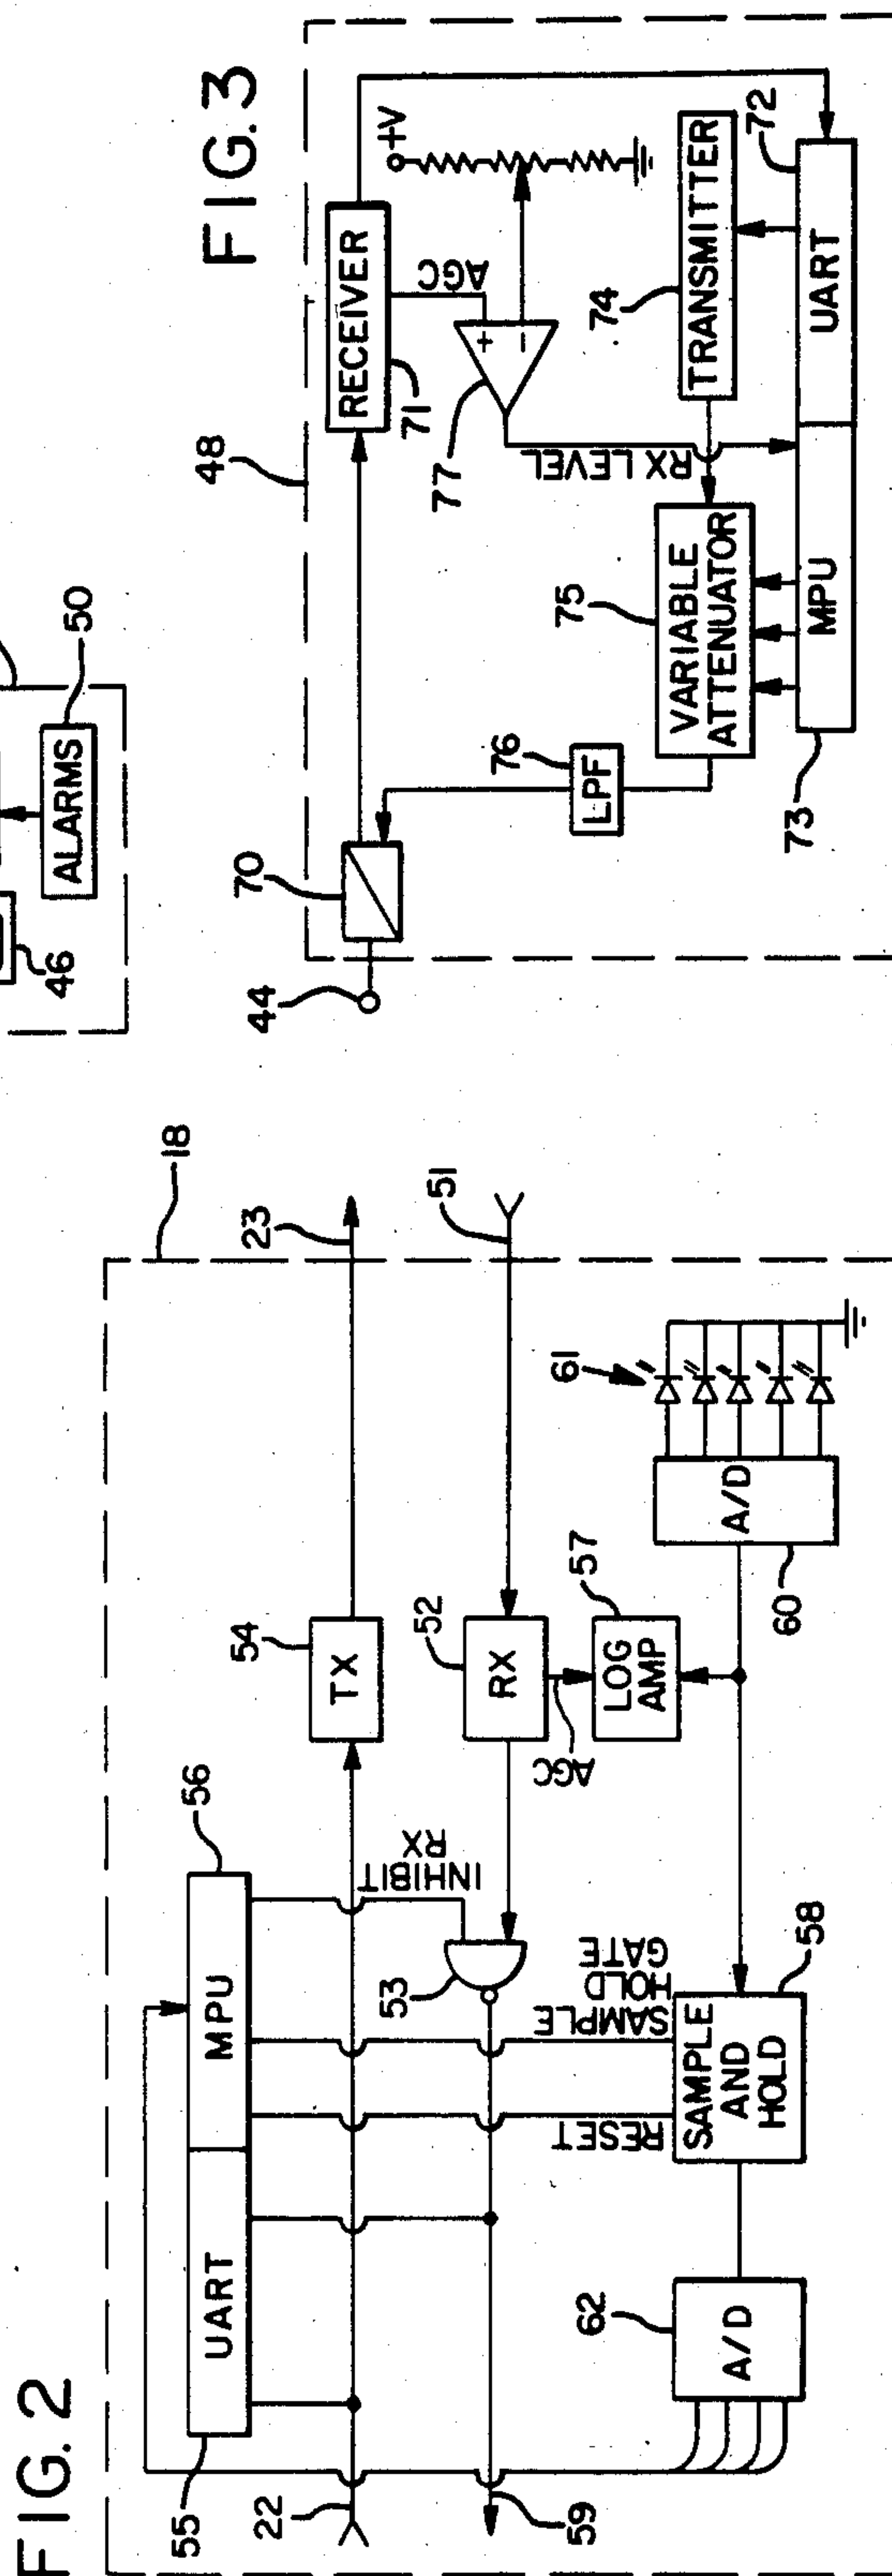 50
ALARMS
46
FIG. 3
48
RECEIVER
71
+V
AGC
77
+
-
RX LEVEL
74
TRANSMITTER
72
UART
75
VARIABLE
ATTENUATOR
MPU
73
76
LPF
70
44
FIG. 2
18
23
51
54
TX
52
RX
AGC
57
LOG
AMP
61
A/D
60
56
MPU
UART
55
INHIBIT
RX
53
SAMPLE
HOLD
GATE
RESET
58
SAMPLE
AND
HOLD
62
A/D
22
59